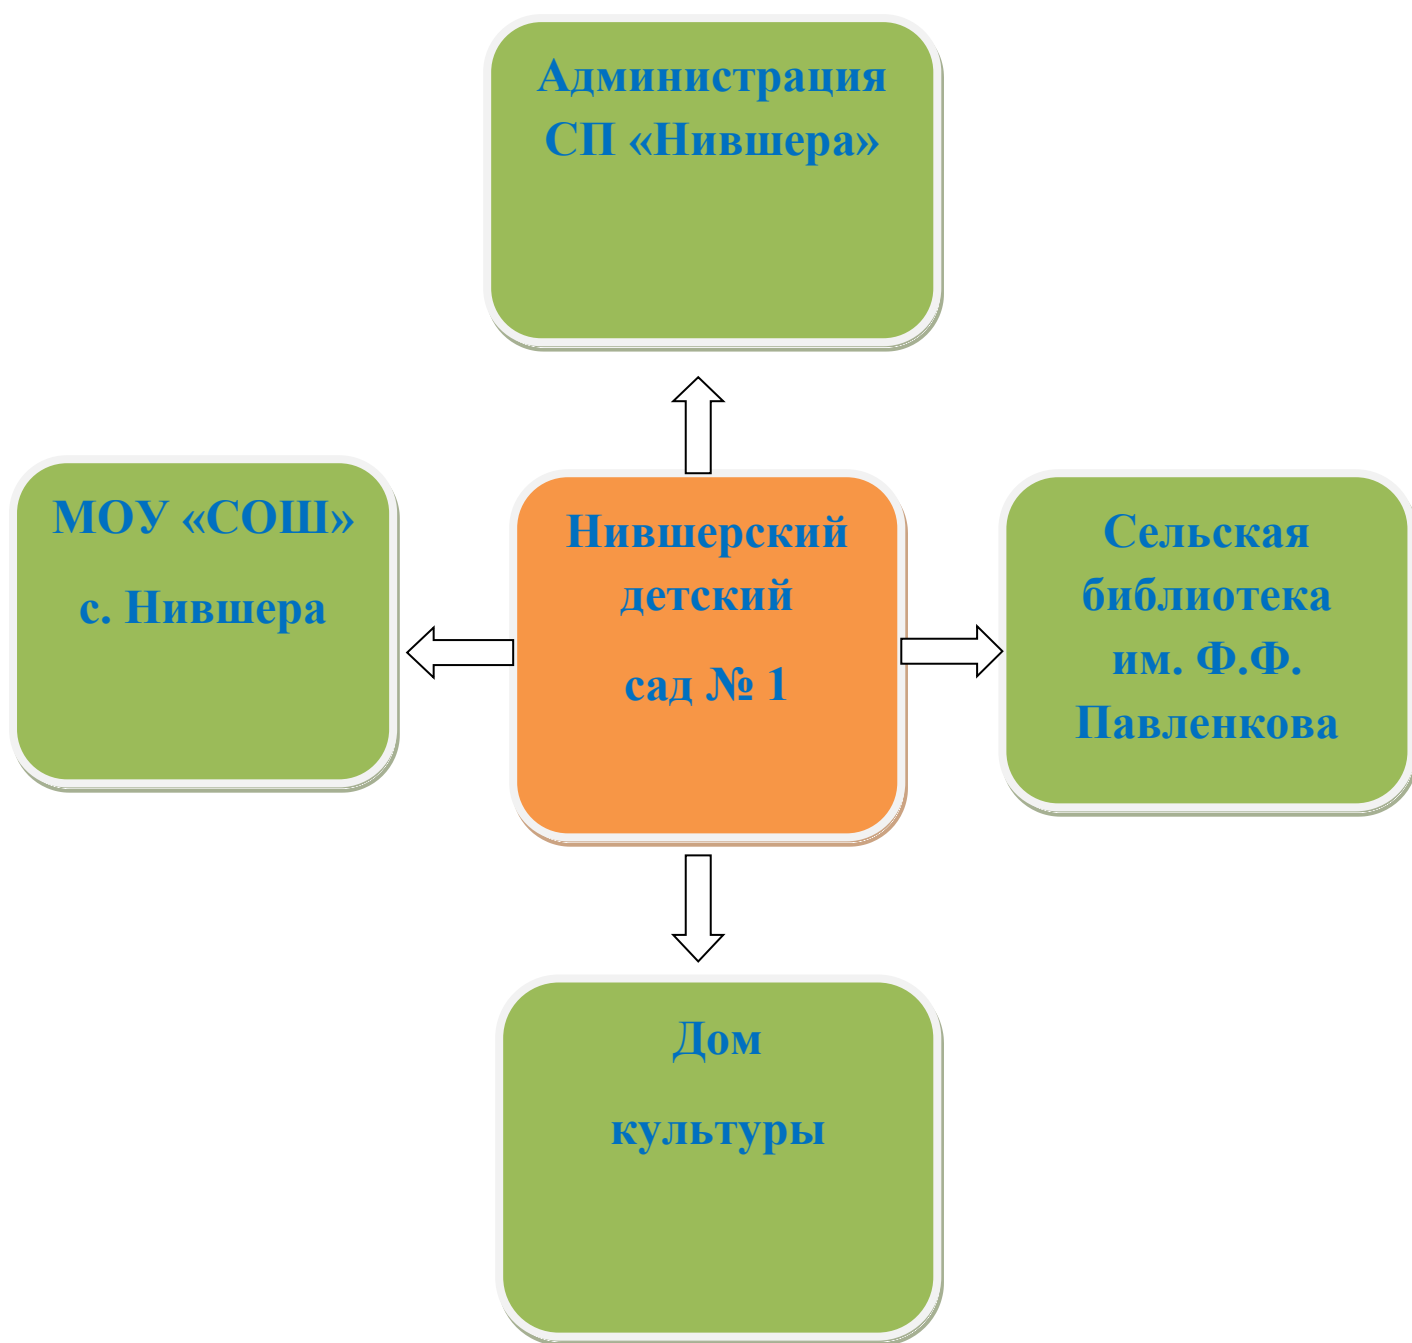 Администрация
СП «Нившера»
МОУ «СОШ»
с. Нившера
Нившерский
детский
сад № 1
Сельская
библиотека
им. Ф.Ф.
Павленкова
Дом
культуры